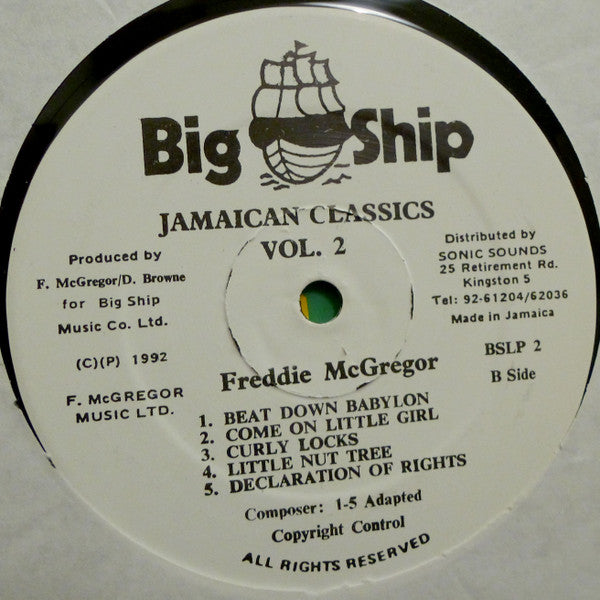 Big Ship
JAMAICAN CLASSICS
VOL. 2
Produced by
F. McGregor/D. Browne
for Big Ship
Music Co. Ltd.
(C)(P) 1992
F. McGREGOR
MUSIC LTD.
Distributed by
SONIC SOUNDS
25 Retirement Rd.
Kingston 5
Tel: 92-61204/62036
Made in Jamaica
BSLP 2
B Side
Freddie McGregor
1. BEAT DOWN BABYLON
2. COME ON LITTLE GIRL
3. CURLY LOCKS
4. LITTLE NUT TREE
5. DECLARATION OF RIGHTS
Composer: 1-5 Adapted
Copyright Control
ALL RIGHTS RESERVED